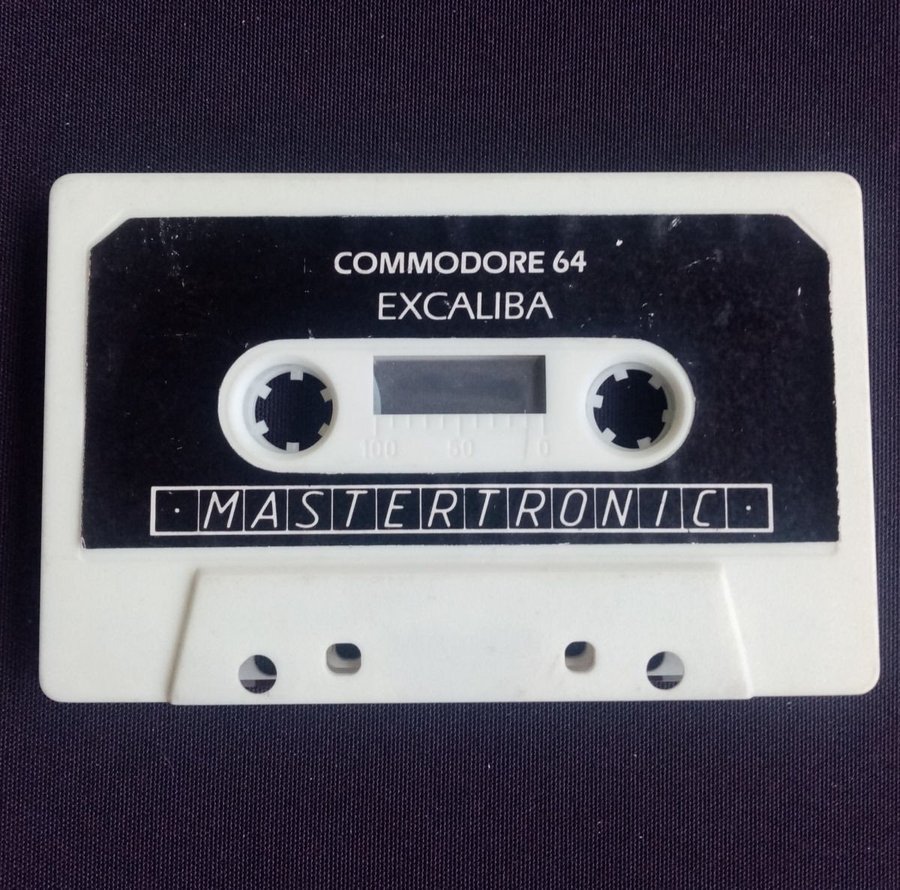 COMMODORE 64
EXCALIBA
100 50 0
· MASTERTRONIC ·